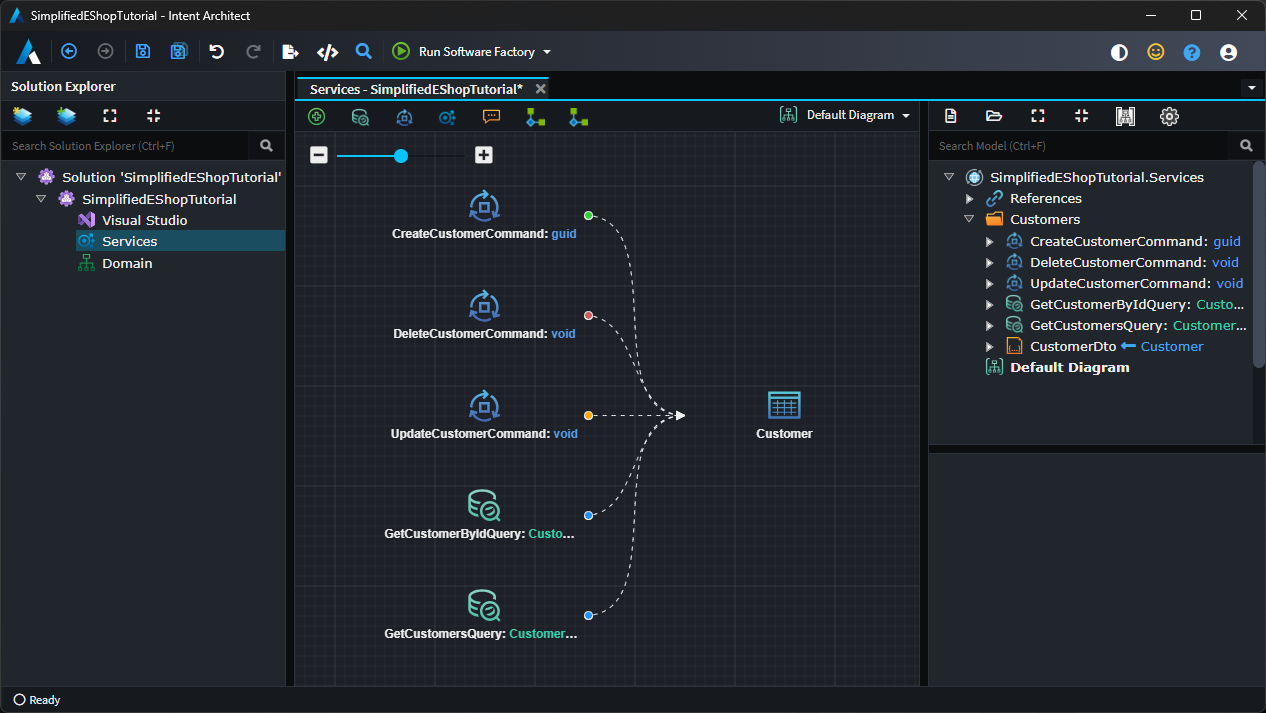 SimplifiedEShopTutorial - Intent Architect
Run Software Factory
Solution Explorer
Search Solution Explorer (Ctrl+F)
Solution 'SimplifiedEShopTutorial'
SimplifiedEShopTutorial
Visual Studio
Services
Domain
Services - SimplifiedEShopTutorial*
Default Diagram
CreateCustomerCommand: guid
DeleteCustomerCommand: void
UpdateCustomerCommand: void
Customer
GetCustomerByIdQuery: Custo...
GetCustomersQuery: Customer...
Search Model (Ctrl+F)
SimplifiedEShopTutorial.Services
References
Customers
CreateCustomerCommand: guid
DeleteCustomerCommand: void
UpdateCustomerCommand: void
GetCustomerByIdQuery: Custo...
GetCustomersQuery: Customer...
CustomerDto Customer
Default Diagram
Ready